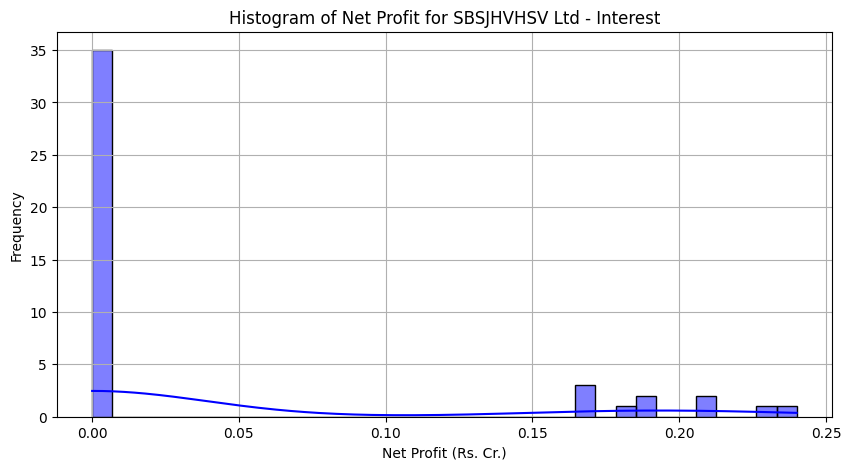 Histogram of Net Profit for SBSJHVHSV Ltd - Interest
35
30
25
20
15
10
5
0
Frequency
0.00 0.05 0.10 0.15 0.20 0.25
Net Profit (Rs. Cr.)